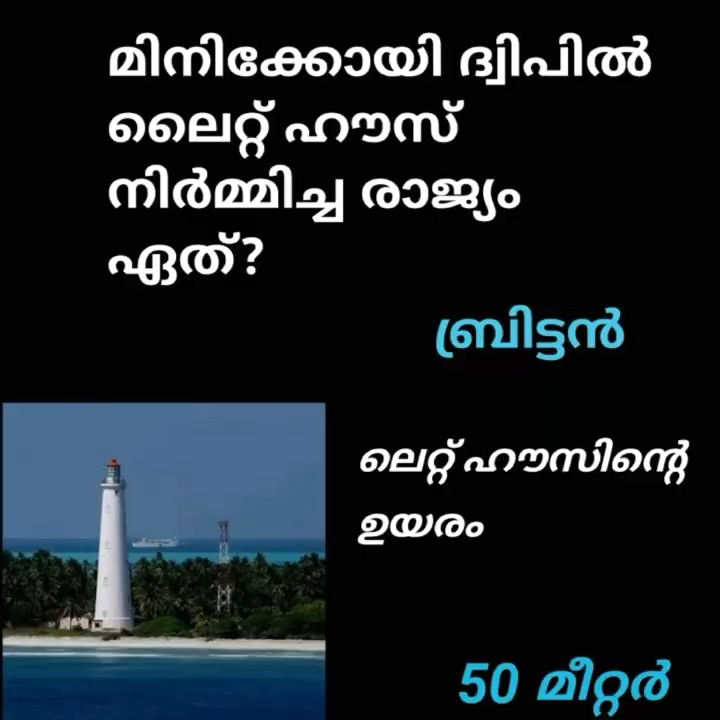 മിനിക്കോയി ദ്വിപിൽ
ലൈറ്റ് ഹൗസ്
നിർമ്മിച്ച രാജ്യം
ഏത്?
ബ്രിട്ടൻ
ലെറ്റ് ഹൗസിന്റെ
ഉയരം
50 മീറ്റർ